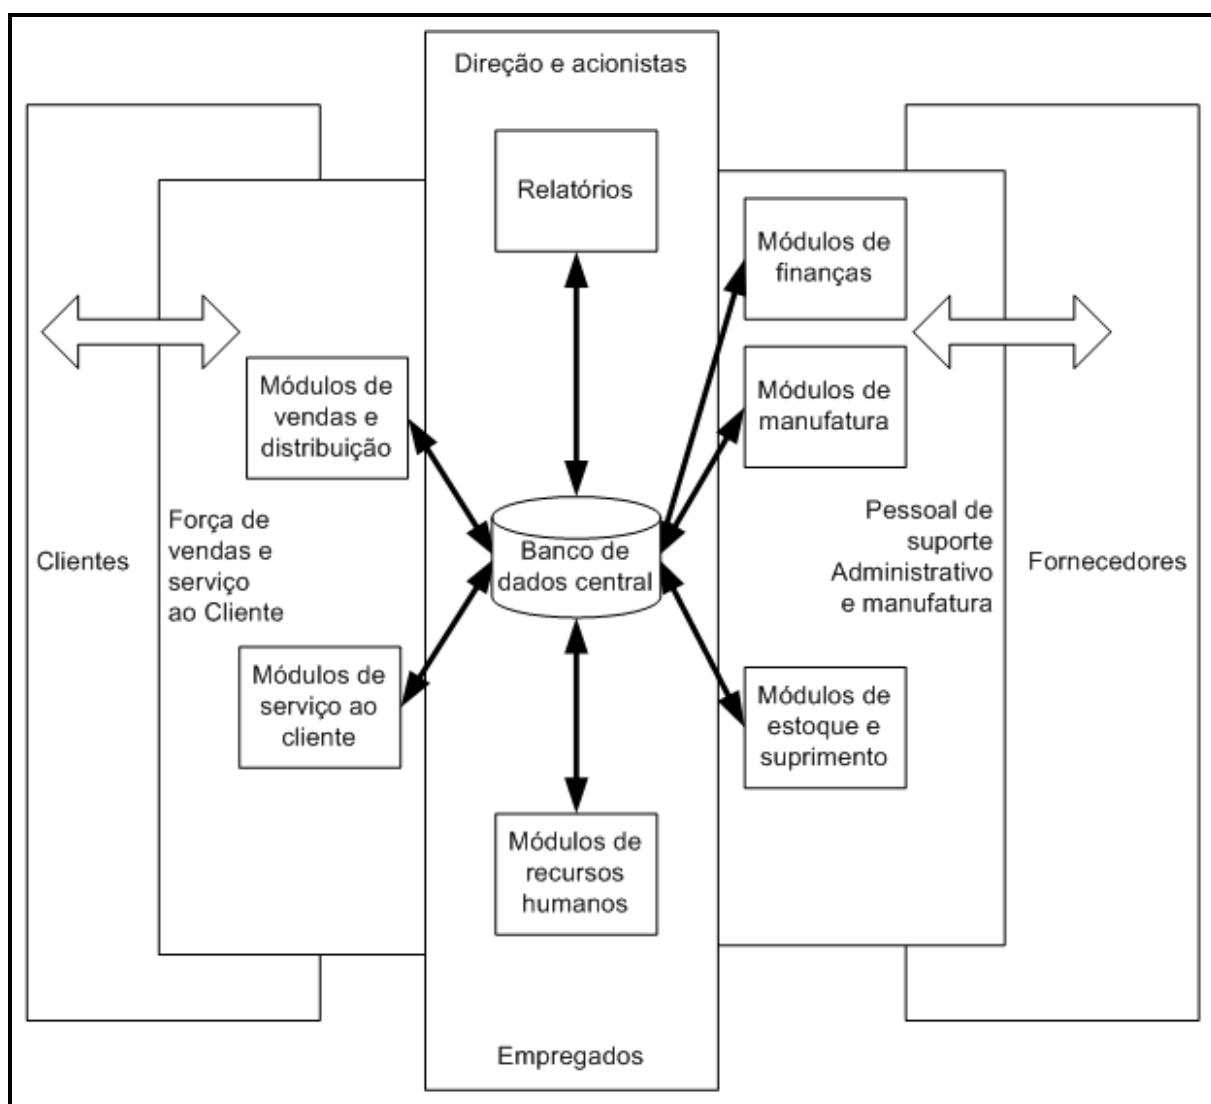 Direção e acionistas
Relatórios
Módulos de
finanças
Módulos de
vendas e
distribuição
Módulos de
manufatura
Clientes
Força de
vendas e
serviço
ao Cliente
Banco de
dados central
Pessoal de
suporte
Administrativo
e manufatura
Fornecedores
Módulos de
serviço ao
cliente
Módulos de
estoque e
suprimento
Módulos de
recursos
humanos
Empregados